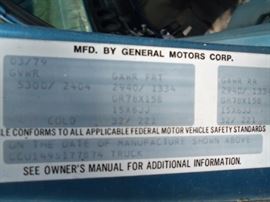 MFD. BY GENERAL MOTORS CORP.
03/79
GVWR GAWR FRT GAWR RR
5300/ 2404 2940/ 1334 2940/ 1334
GR78X15B GR78X15B
15X6JJ 15X6JJ
COLD 32/ 221 32/ 221
LE CONFORMS TO ALL APPLICABLE FEDERAL MOTOR VEHICLE SAFETY STANDARDS
ON THE DATE OF MANUFACTURE SHOWN ABOVE
TRUCK
SEE OWNER'S MANUAL FOR ADDITIONAL INFORMATION.